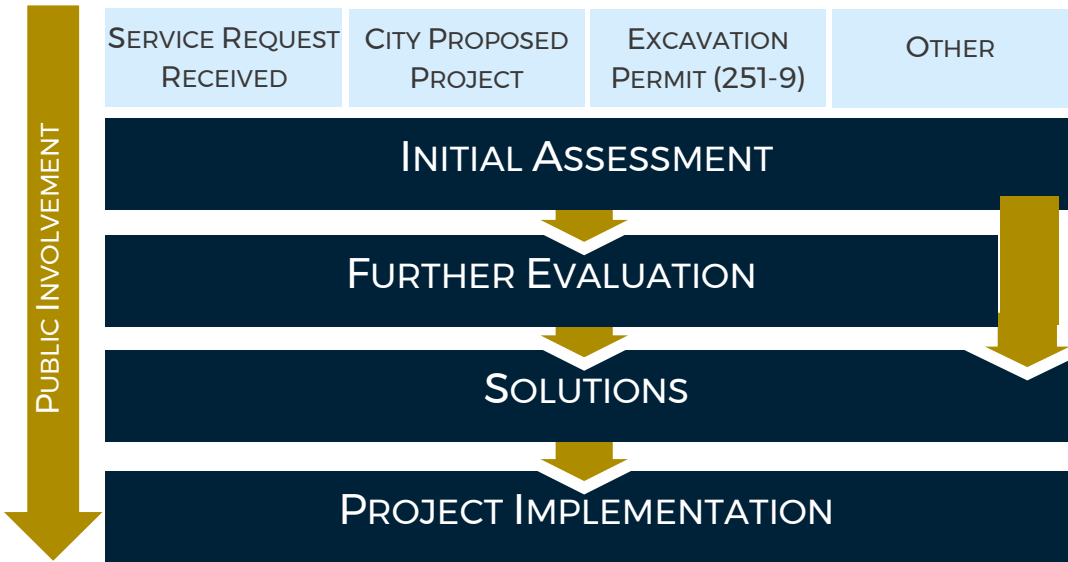 Public Involvement
Service Request
Received
City Proposed
Project
Excavation
Permit (251-9)
Other
Initial Assessment
Further Evaluation
Solutions
Project Implementation